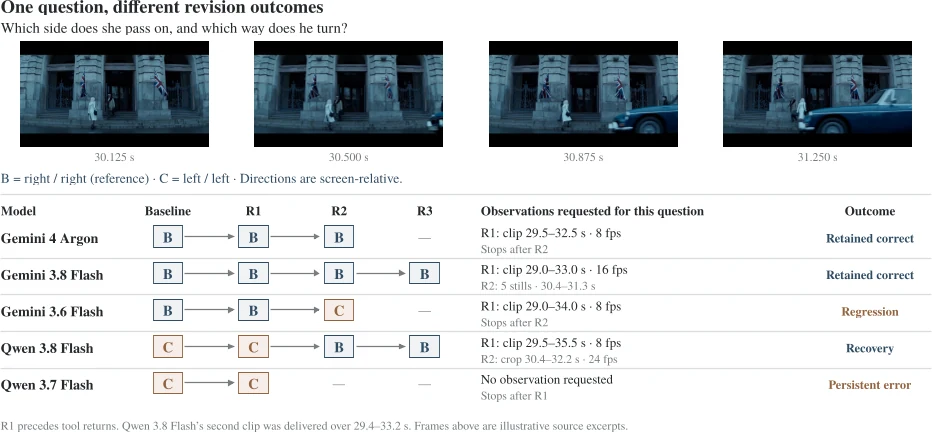 One question, different revision outcomes
Which side does she pass on, and which way does he turn?
30.125 s 30.500 s 30.875 s 31.250 s
B = right / right (reference) · C = left / left · Directions are screen-relative.
Model Baseline R1 R2 R3 Observations requested for this question Outcome
Gemini 4 Argon B B B — R1: clip 29.5–32.5 s · 8 fps Retained correct
Stops after R2
Gemini 3.8 Flash B B B B R1: clip 29.0–33.0 s · 16 fps Retained correct
R2: 5 stills · 30.4–31.3 s
Gemini 3.6 Flash B B C — R1: clip 29.0–34.0 s · 8 fps Regression
Stops after R2
Qwen 3.8 Flash C C B B R1: clip 29.5–35.5 s · 8 fps Recovery
R2: crop 30.4–32.2 s · 24 fps
Qwen 3.7 Flash C C — — No observation requested Persistent error
Stops after R1
R1 precedes tool returns. Qwen 3.8 Flash's second clip was delivered over 29.4–33.2 s. Frames above are illustrative source excerpts.